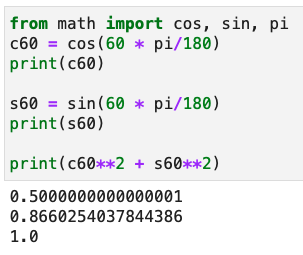 from math import cos, sin, pi
c60 = cos(60 * pi/180)
print(c60)
s60 = sin(60 * pi/180)
print(s60)
print(c60**2 + s60**2)
0.5000000000000001
0.8660254037844386
1.0